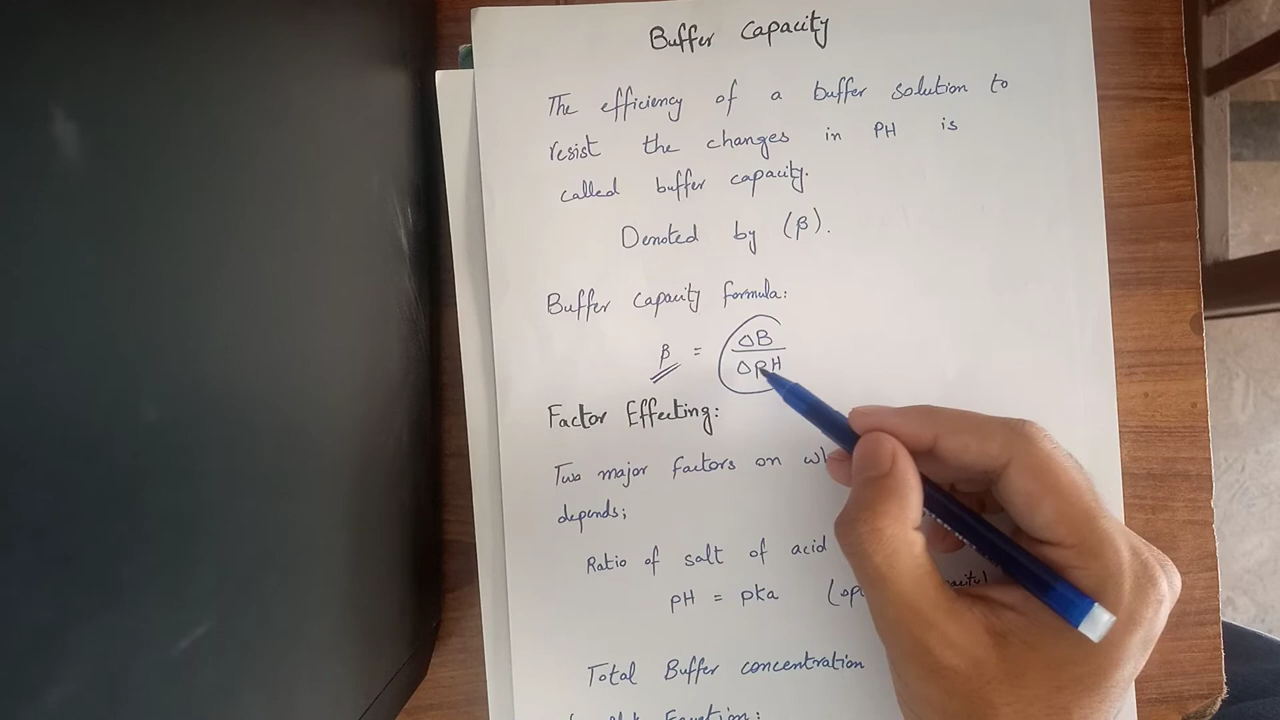 Buffer Capacity
The efficiency of a buffer solution to
resist the changes in PH is
called buffer capacity.
Denoted by (β).
Buffer Capacity formula:
β = ΔB / ΔpH
Factor Effecting:
Two major factors on
depends;
Ratio of salt of acid
pH = pka
Total Buffer concentration
Equation: